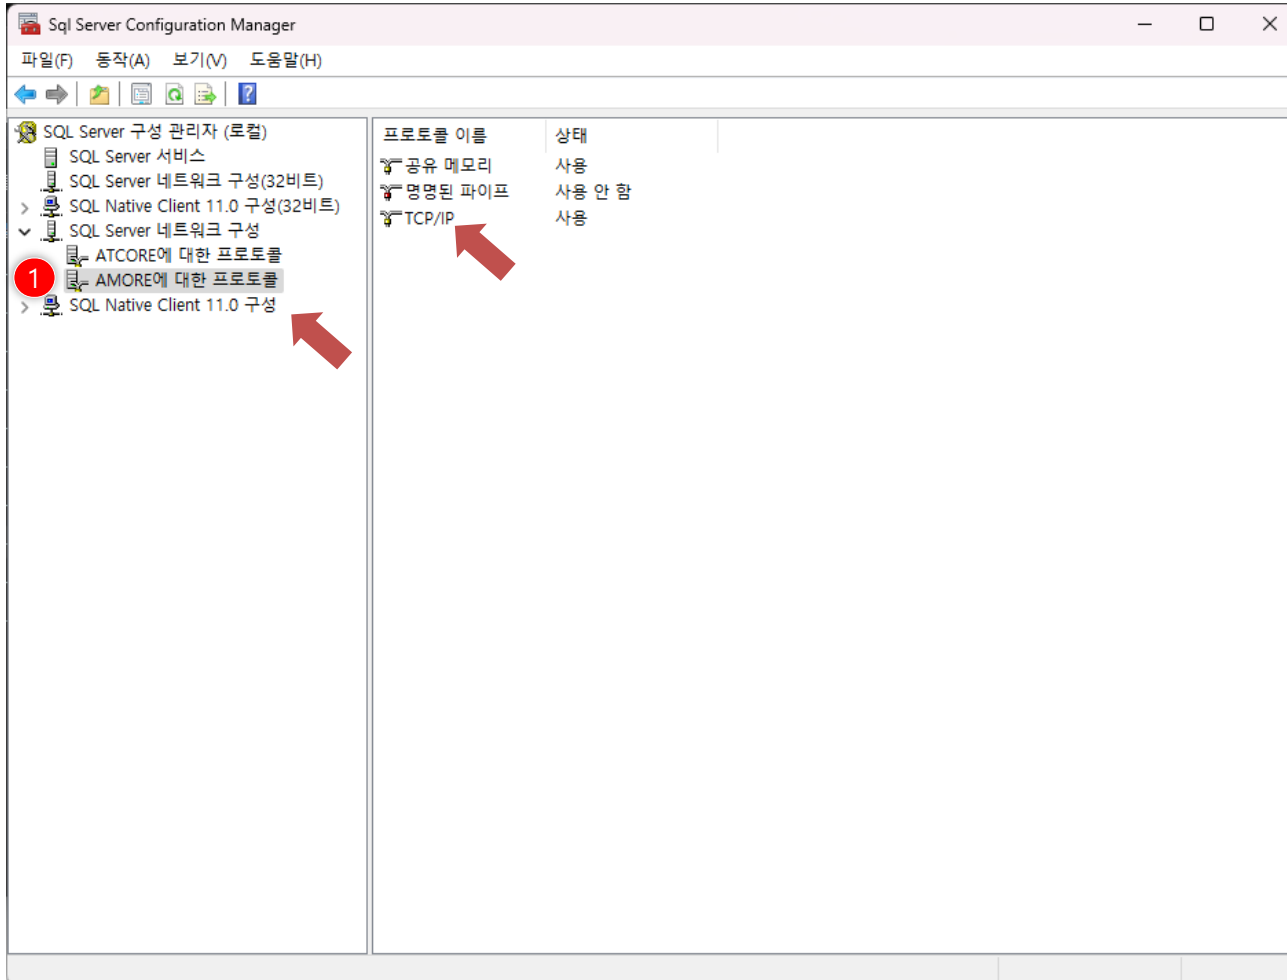 Sql Server Configuration Manager
파일(F) 동작(A) 보기(V) 도움말(H)
SQL Server 구성 관리자 (로컬)
SQL Server 서비스
SQL Server 네트워크 구성(32비트)
SQL Native Client 11.0 구성(32비트)
SQL Server 네트워크 구성
ATCORE에 대한 프로토콜
1 AMORE에 대한 프로토콜
SQL Native Client 11.0 구성
프로토콜 이름 상태
공유 메모리 사용
명명된 파이프 사용 안 함
TCP/IP 사용